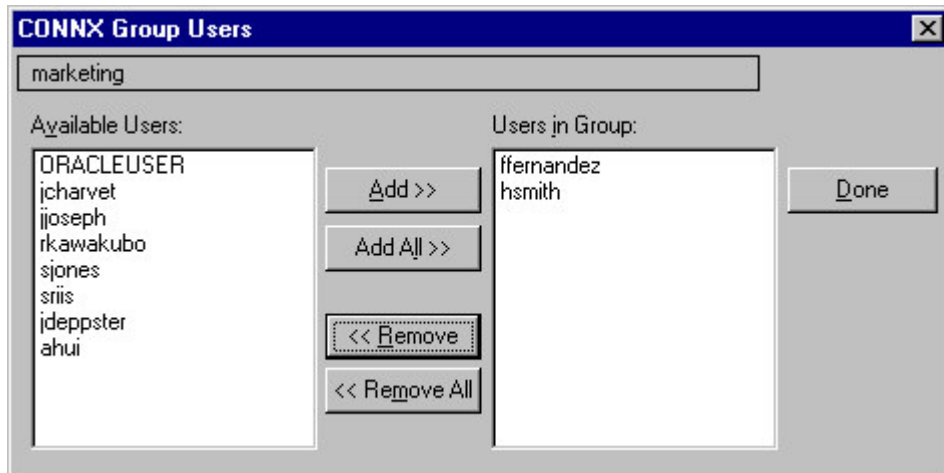 CONNX Group Users
marketing
Available Users:
ORACLEUSER
jcharvet
jjoseph
rkawakubo
sjones
sriis
jdeppster
ahui
Add >>
Add All >>
<< Remove
<< Remove All
Users in Group:
ffernandez
hsmith
Done